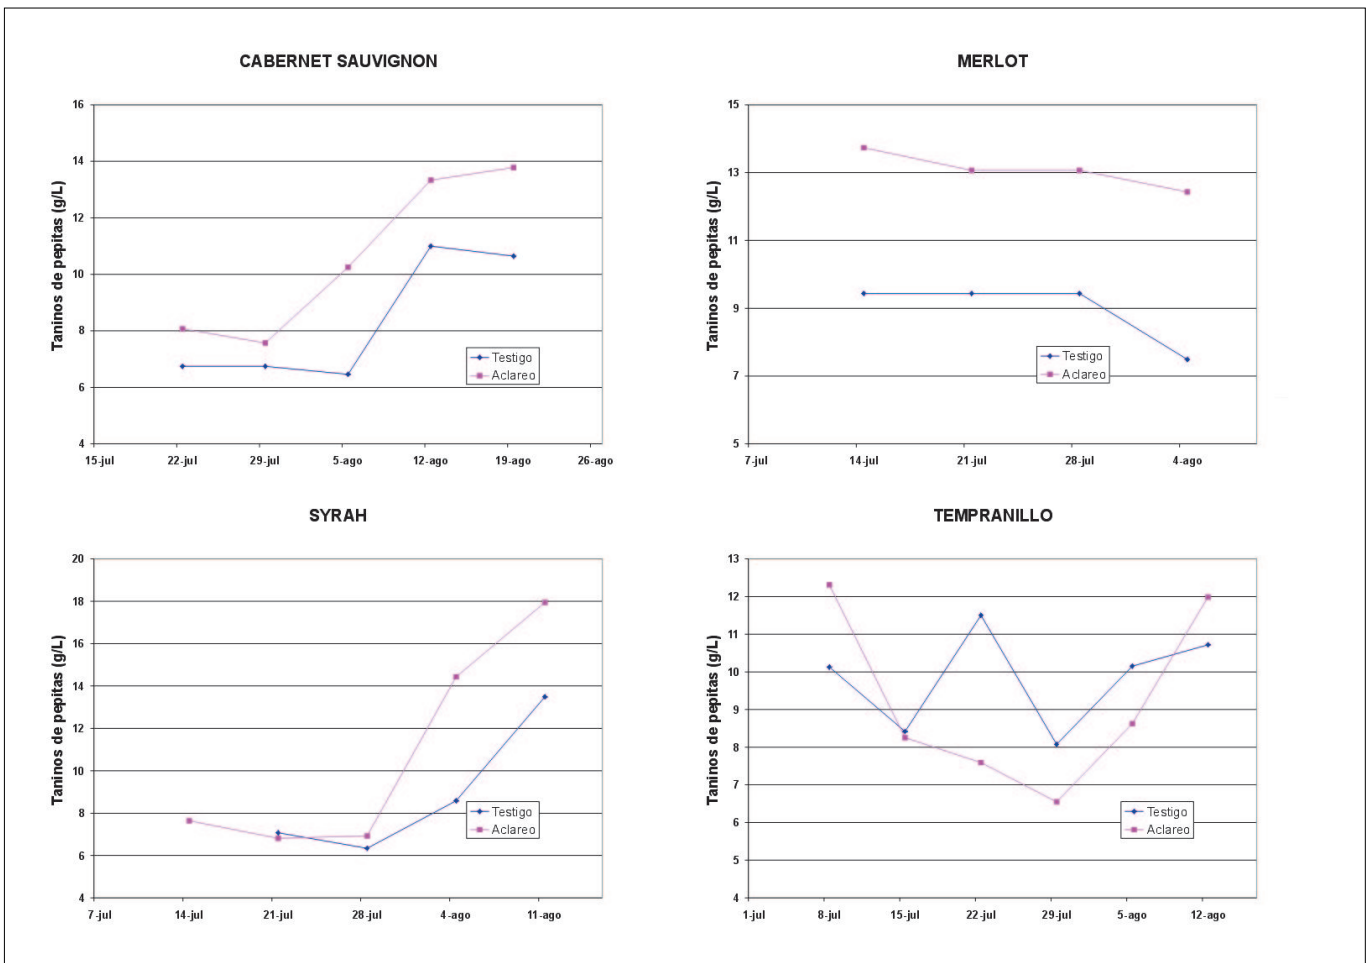 CABERNET SAUVIGNON
Taninos de pepitas (g/L)
16
14
12
10
8
6
4
15-jul 22-jul 29-jul 5-ago 12-ago 19-ago 26-ago
Testigo
Aclareo
MERLOT
Taninos de pepitas (g/L)
15
13
11
9
7
5
7-jul 14-jul 21-jul 28-jul 4-ago
Testigo
Aclareo
SYRAH
Taninos de pepitas (g/L)
20
18
16
14
12
10
8
6
4
7-jul 14-jul 21-jul 28-jul 4-ago 11-ago
Testigo
Aclareo
TEMPRANILLO
Taninos de pepitas (g/L)
13
12
11
10
9
8
7
6
5
4
1-jul 8-jul 15-jul 22-jul 29-jul 5-ago 12-ago
Testigo
Aclareo